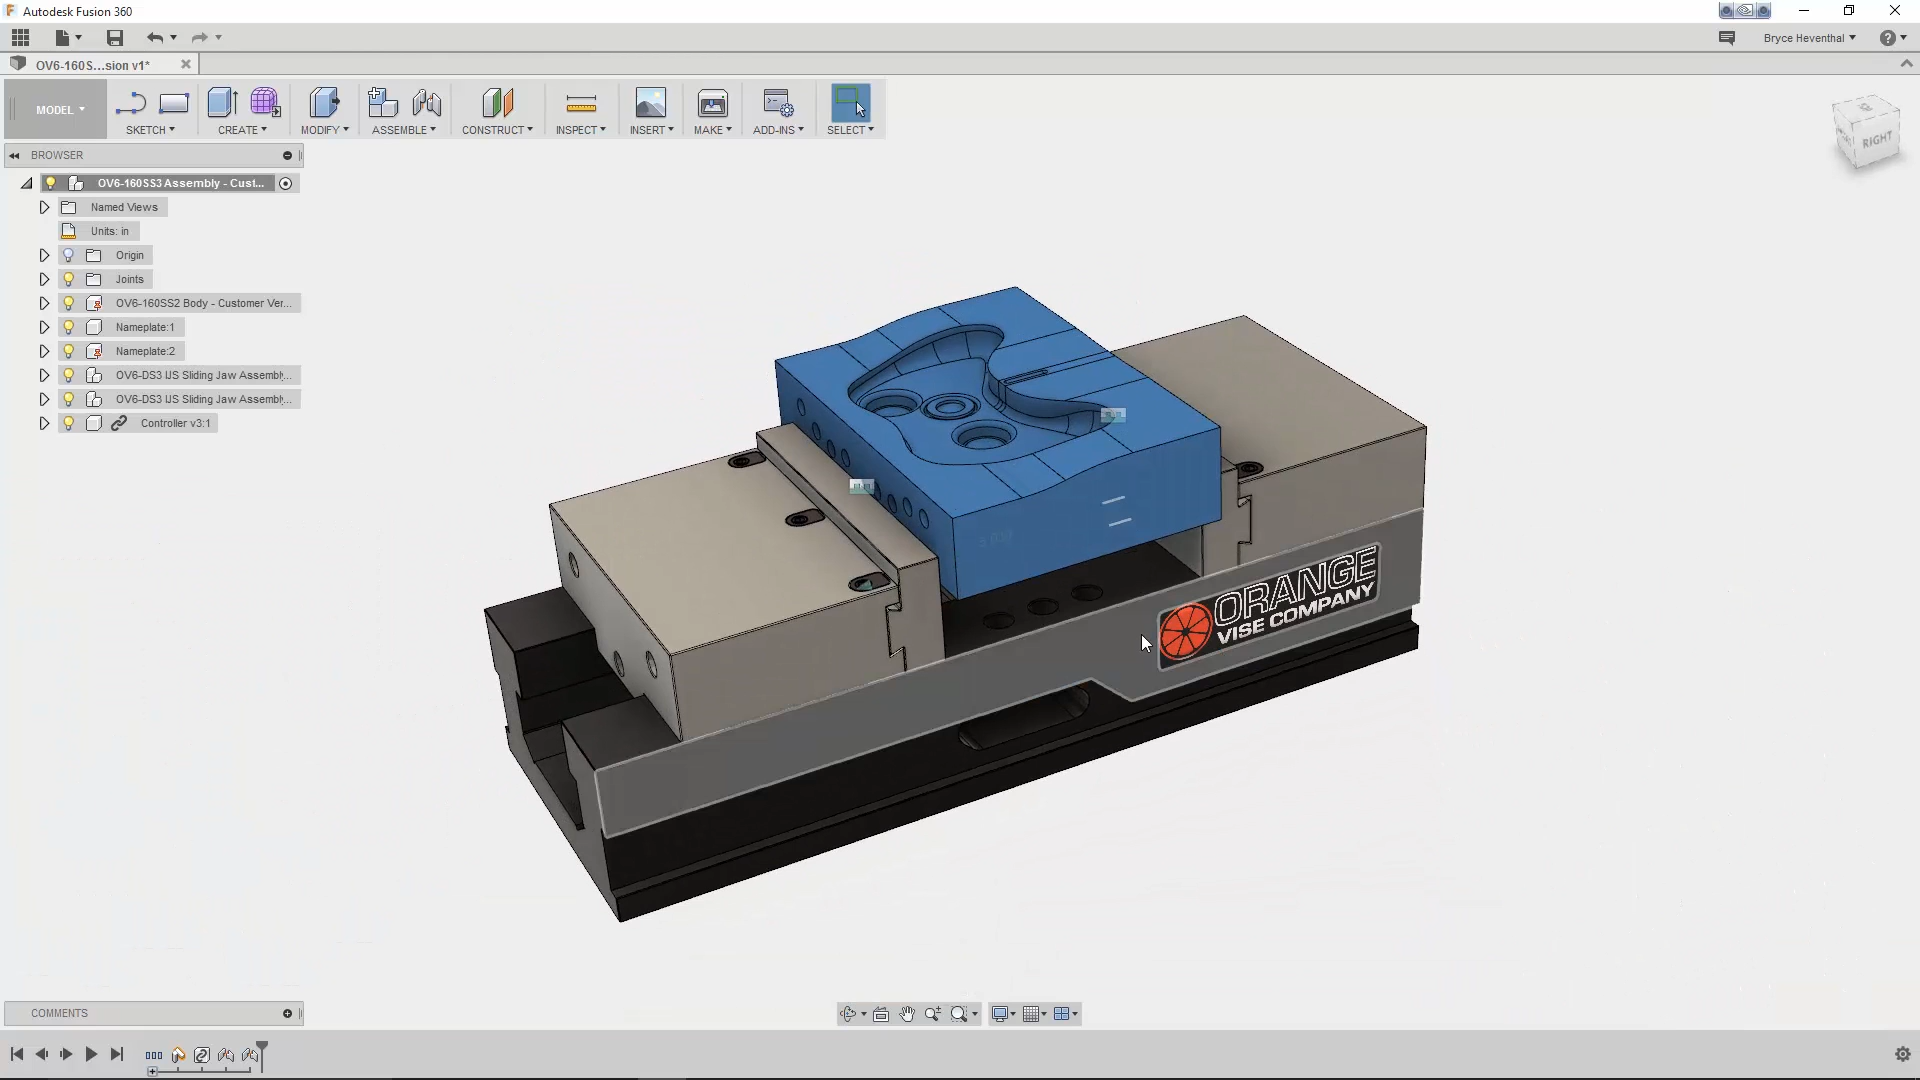 Autodesk Fusion 360
Bryce Heventhal
OV6-160S...sion v1*
MODEL
SKETCH
CREATE
MODIFY
ASSEMBLE
CONSTRUCT
INSPECT
INSERT
MAKE
ADD-INS
SELECT
RIGHT
BROWSER
OV6-160SS3 Assembly - Cust...
Named Views
Units: in
Origin
Joints
OV6-160SS2 Body - Customer Ver...
Nameplate:1
Nameplate:2
OV6-DS3 IJS Sliding Jaw Assembl...
OV6-DS3 IJS Sliding Jaw Assembl...
Controller v3:1
ORANGE
VISE COMPANY
COMMENTS